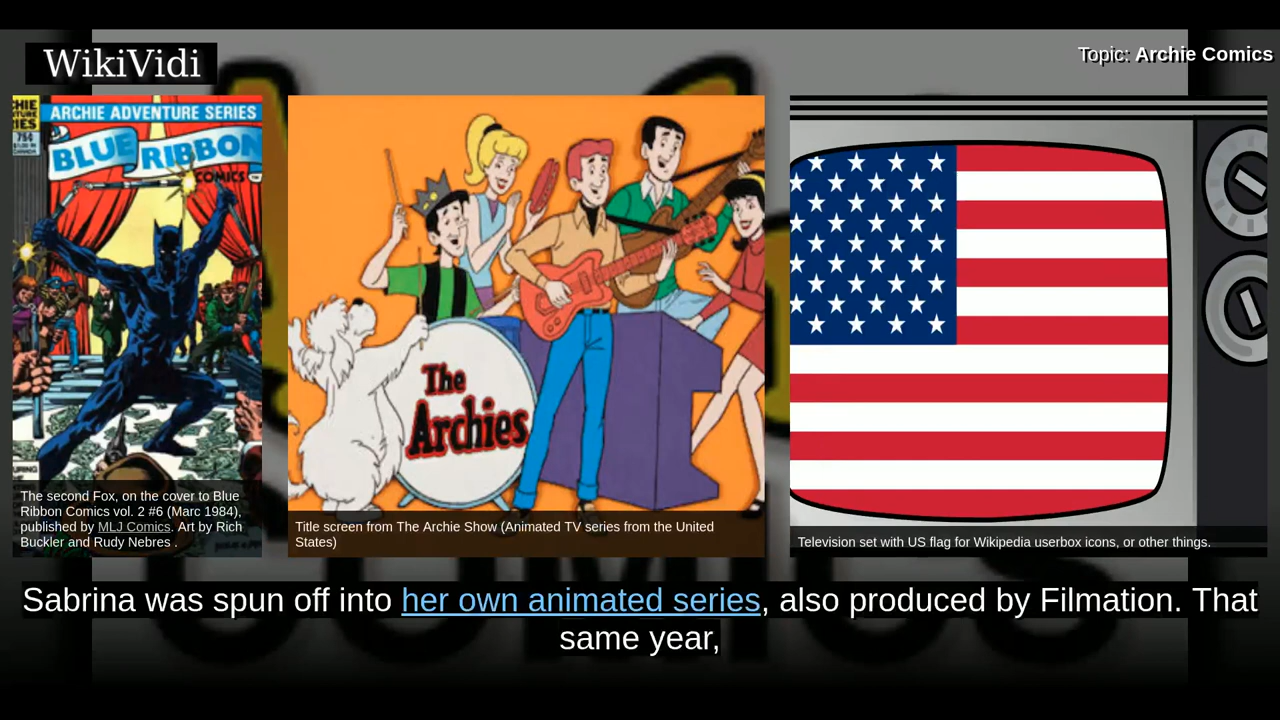 WikiVidi
Topic: Archie Comics
ARCHIE ADVENTURE SERIES
75¢
BLUE RIBBON
COMICS
The second Fox, on the cover to Blue
Ribbon Comics vol. 2 #6 (Marc 1984),
published by MLJ Comics. Art by Rich
Buckler and Rudy Nebres .
The
Archies
Title screen from The Archie Show (Animated TV series from the United
States)
Television set with US flag for Wikipedia userbox icons, or other things.
Sabrina was spun off into her own animated series, also produced by Filmation. That
same year,